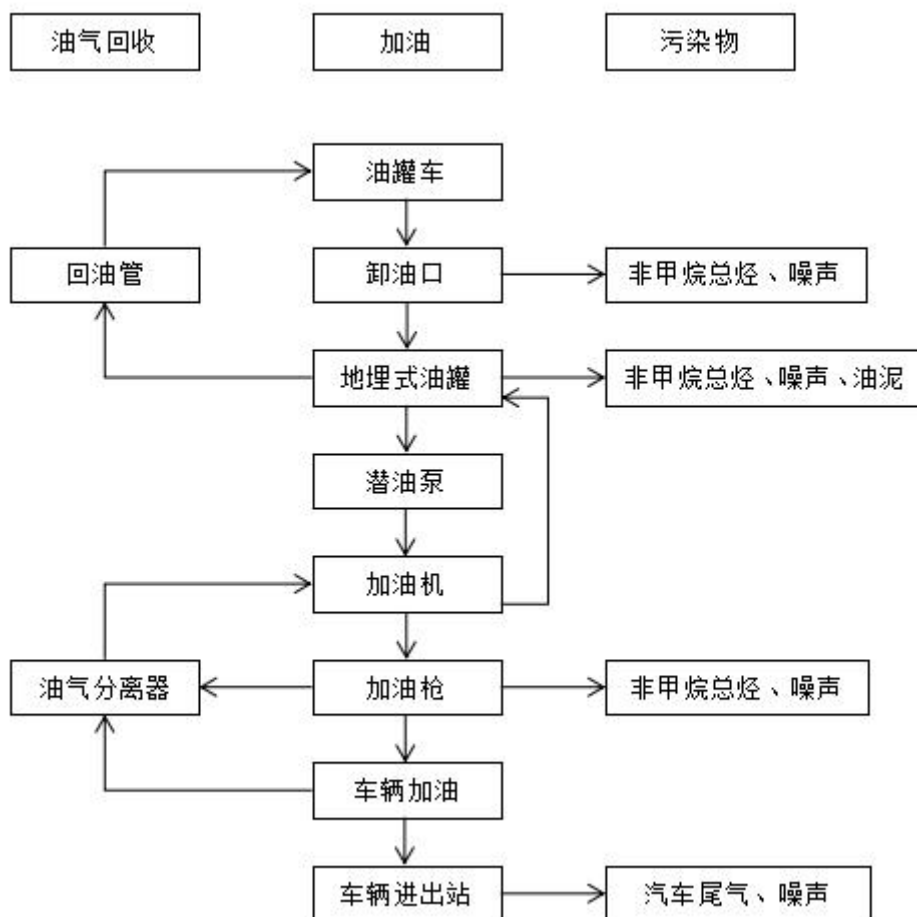 油气回收
加油
污染物
油罐车
回油管
卸油口
非甲烷总烃、噪声
地埋式油罐
非甲烷总烃、噪声、油泥
潜油泵
加油机
油气分离器
加油枪
非甲烷总烃、噪声
车辆加油
车辆进出站
汽车尾气、噪声